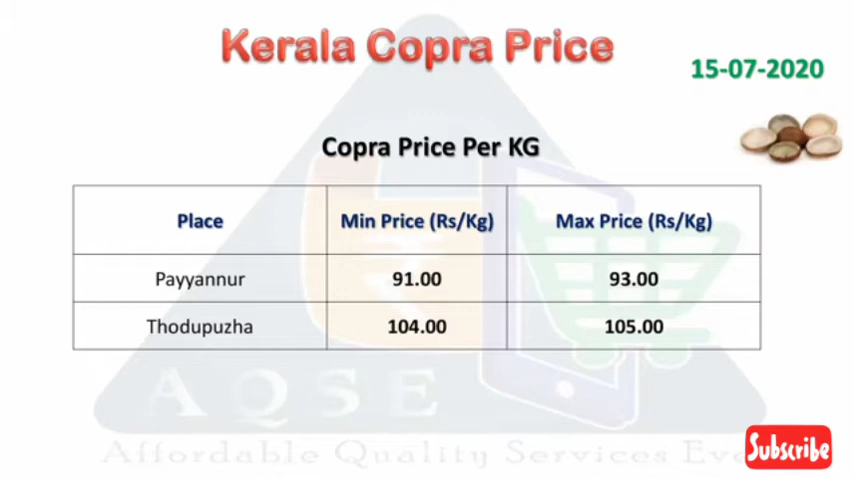 Kerala Copra Price
15-07-2020
Copra Price Per KG
Place Min Price (Rs/Kg) Max Price (Rs/Kg)
Payyannur 91.00 93.00
Thodupuzha 104.00 105.00
AQSE
Affordable Quality Services
Subscribe